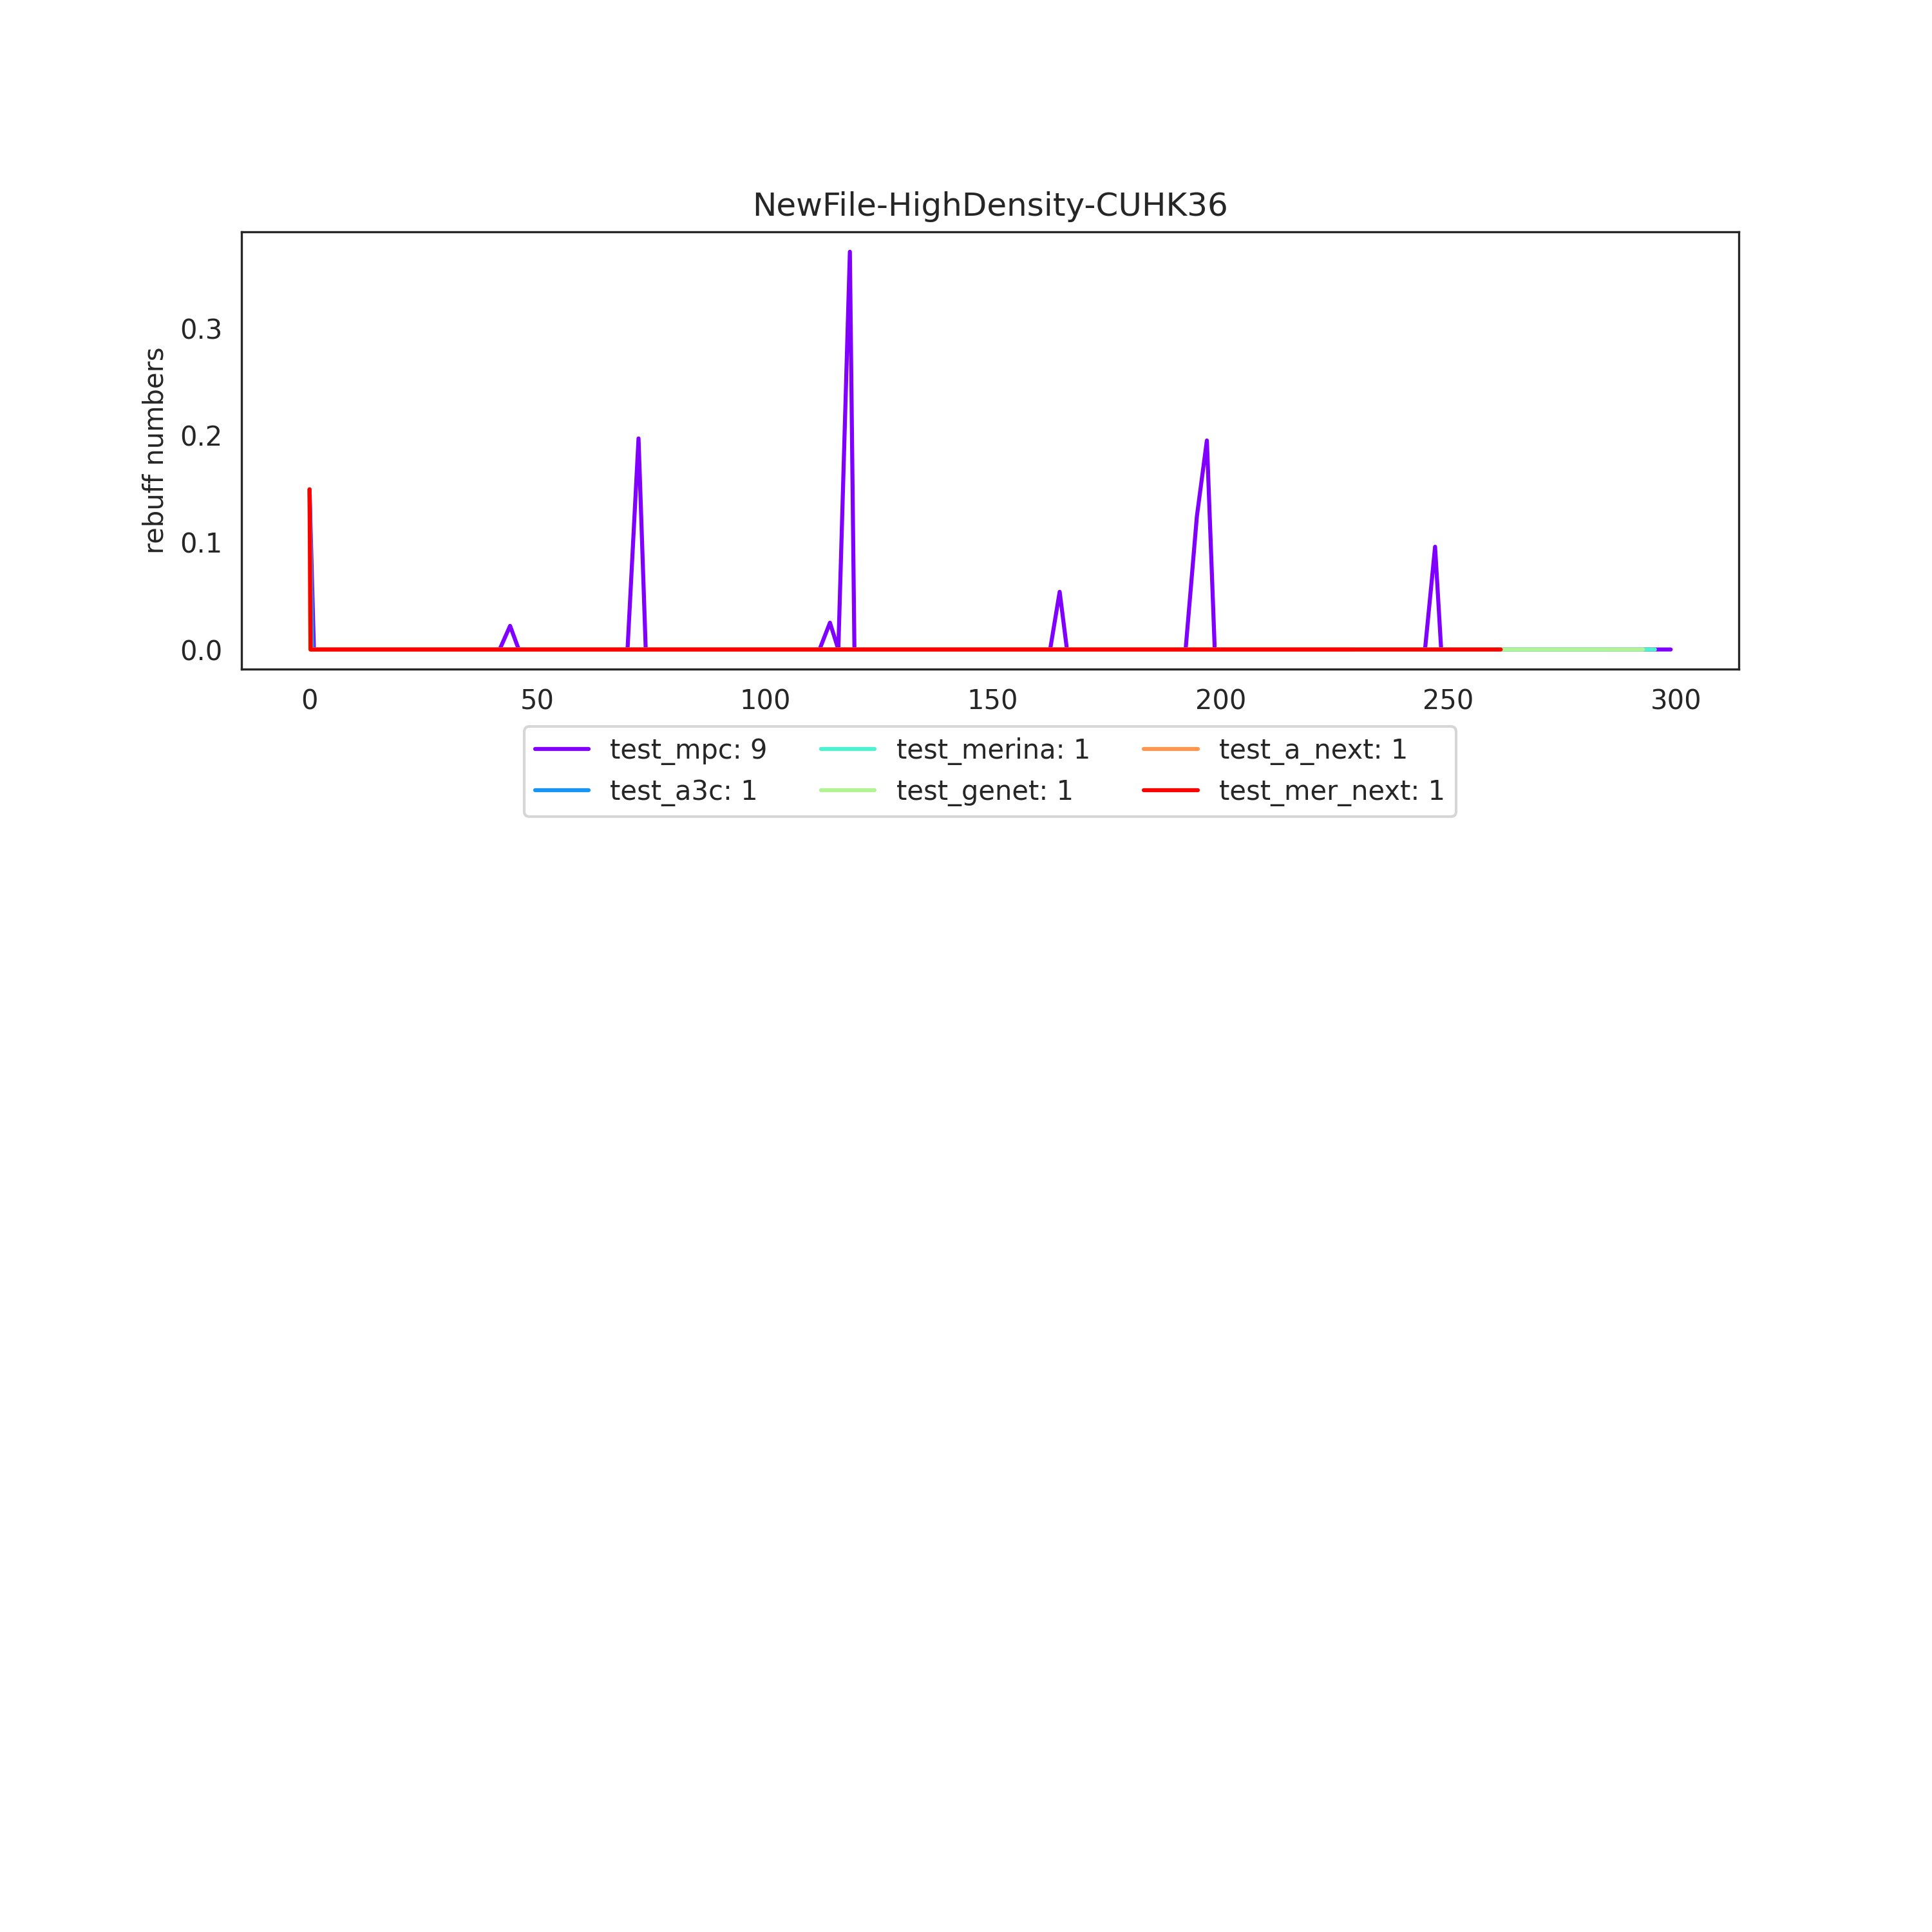 NewFile-HighDensity-CUHK36
rebuff numbers
0.3
0.2
0.1
0.0
0 50 100 150 200 250 300
test_mpc: 9 test_merina: 1 test_a_next: 1
test_a3c: 1 test_genet: 1 test_mer_next: 1